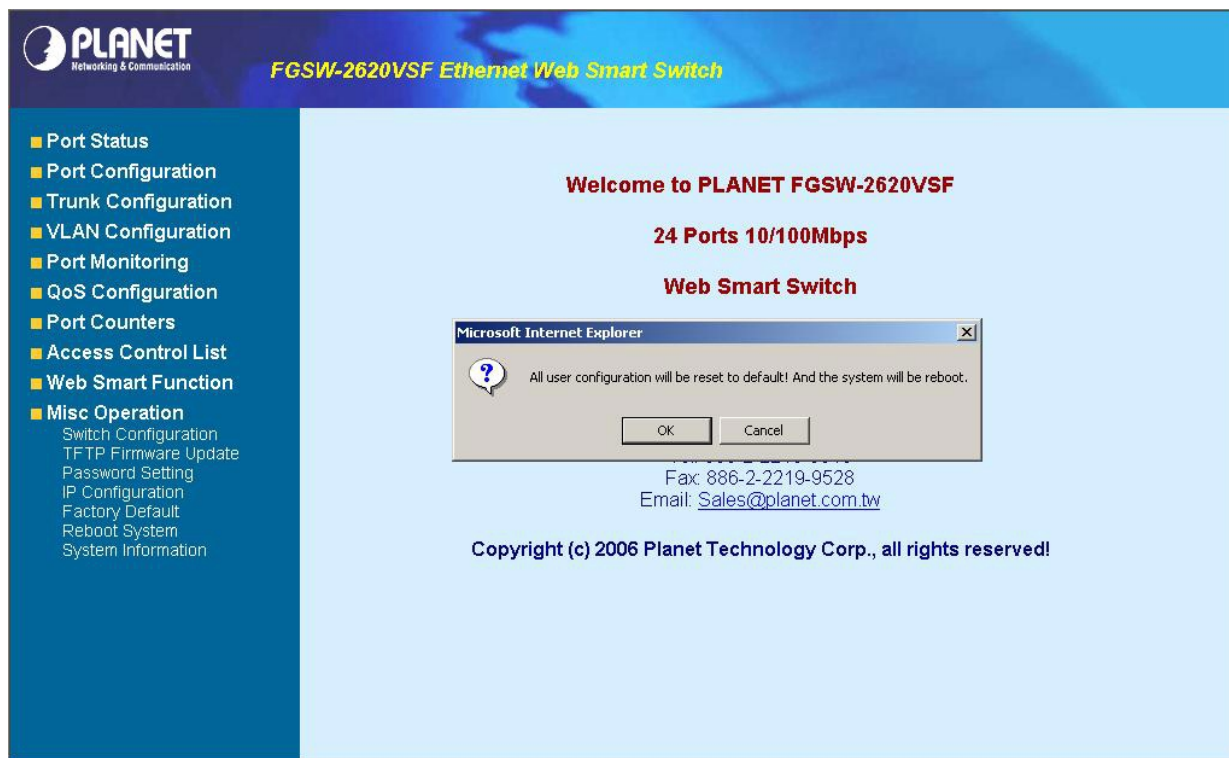 PLANET
Networking & Communication
FGSW-2620VSF Ethernet Web Smart Switch
Port Status
Port Configuration
Trunk Configuration
VLAN Configuration
Port Monitoring
QoS Configuration
Port Counters
Access Control List
Web Smart Function
Misc Operation
Switch Configuration
TFTP Firmware Update
Password Setting
IP Configuration
Factory Default
Reboot System
System Information
Welcome to PLANET FGSW-2620VSF
24 Ports 10/100Mbps
Web Smart Switch
Microsoft Internet Explorer
All user configuration will be reset to default! And the system will be reboot.
OK Cancel
Fax: 886-2-2219-9528
Email: Sales@planet.com.tw
Copyright (c) 2006 Planet Technology Corp., all rights reserved!